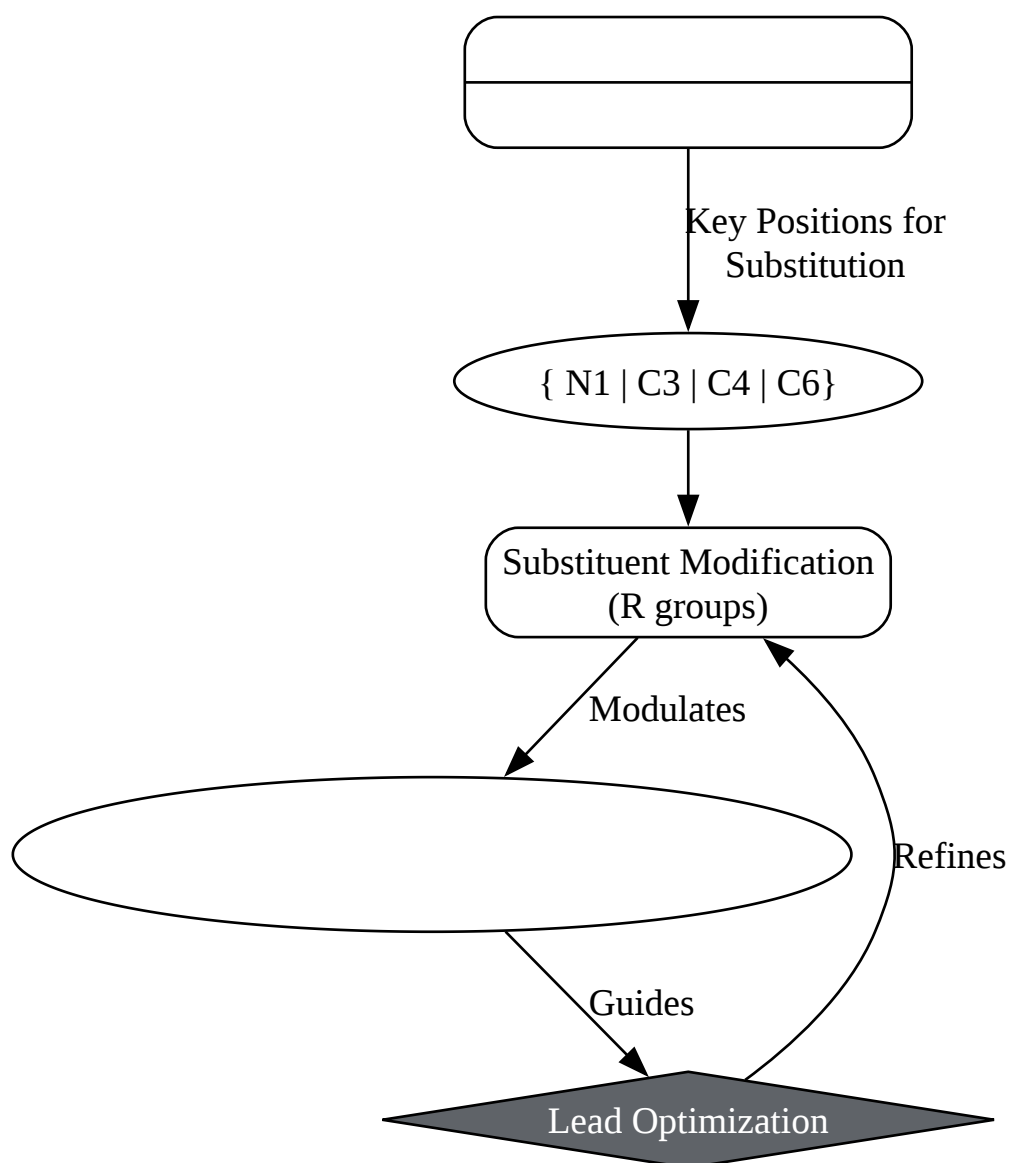 Key Positions for
Substitution
{ N1 | C3 | C4 | C6}
Substituent Modification
(R groups)
Modulates
Refines
Guides
Lead Optimization